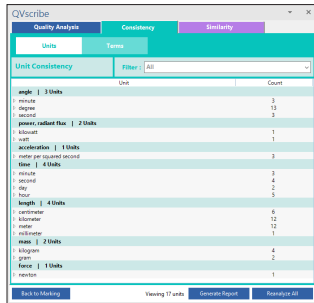 QVscribe
Quality Analysis Consistency Similarity
Units Terms
Unit Consistency Filter : All
Unit Count
angle | 3 Units
minute 3
degree 13
second 3
power, radiant flux | 2 Units
kilowatt 1
watt 1
acceleration | 1 Units
meter per squared second 3
time | 4 Units
minute 3
second 4
day 2
hour 5
length | 4 Units
centimeter 6
kilometer 12
meter 12
millimeter 1
mass | 2 Units
kilogram 4
gram 2
force | 1 Units
newton 1
Back to Marking Viewing 17 units Generate Report Reanalyze All